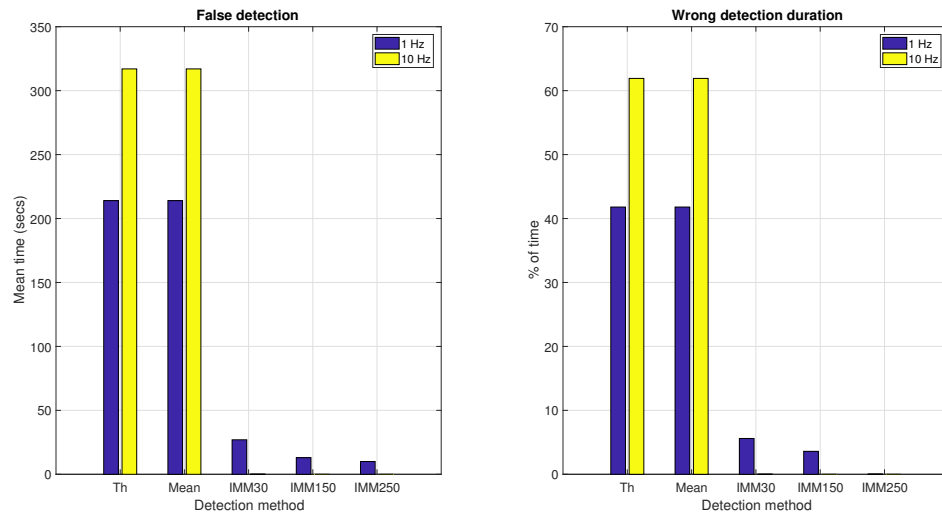 False detection
350
300
250
200
150
100
50
0
Mean time (secs)
1 Hz
10 Hz
Th Mean IMM30 IMM150 IMM250
Detection method
Wrong detection duration
70
60
50
40
30
20
10
0
% of time
1 Hz
10 Hz
Th Mean IMM30 IMM150 IMM250
Detection method